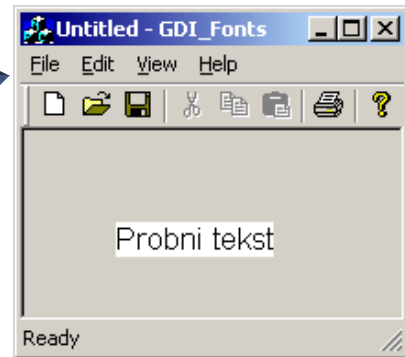 Untitled - GDI_Fonts
File Edit View Help
Probni tekst
Ready